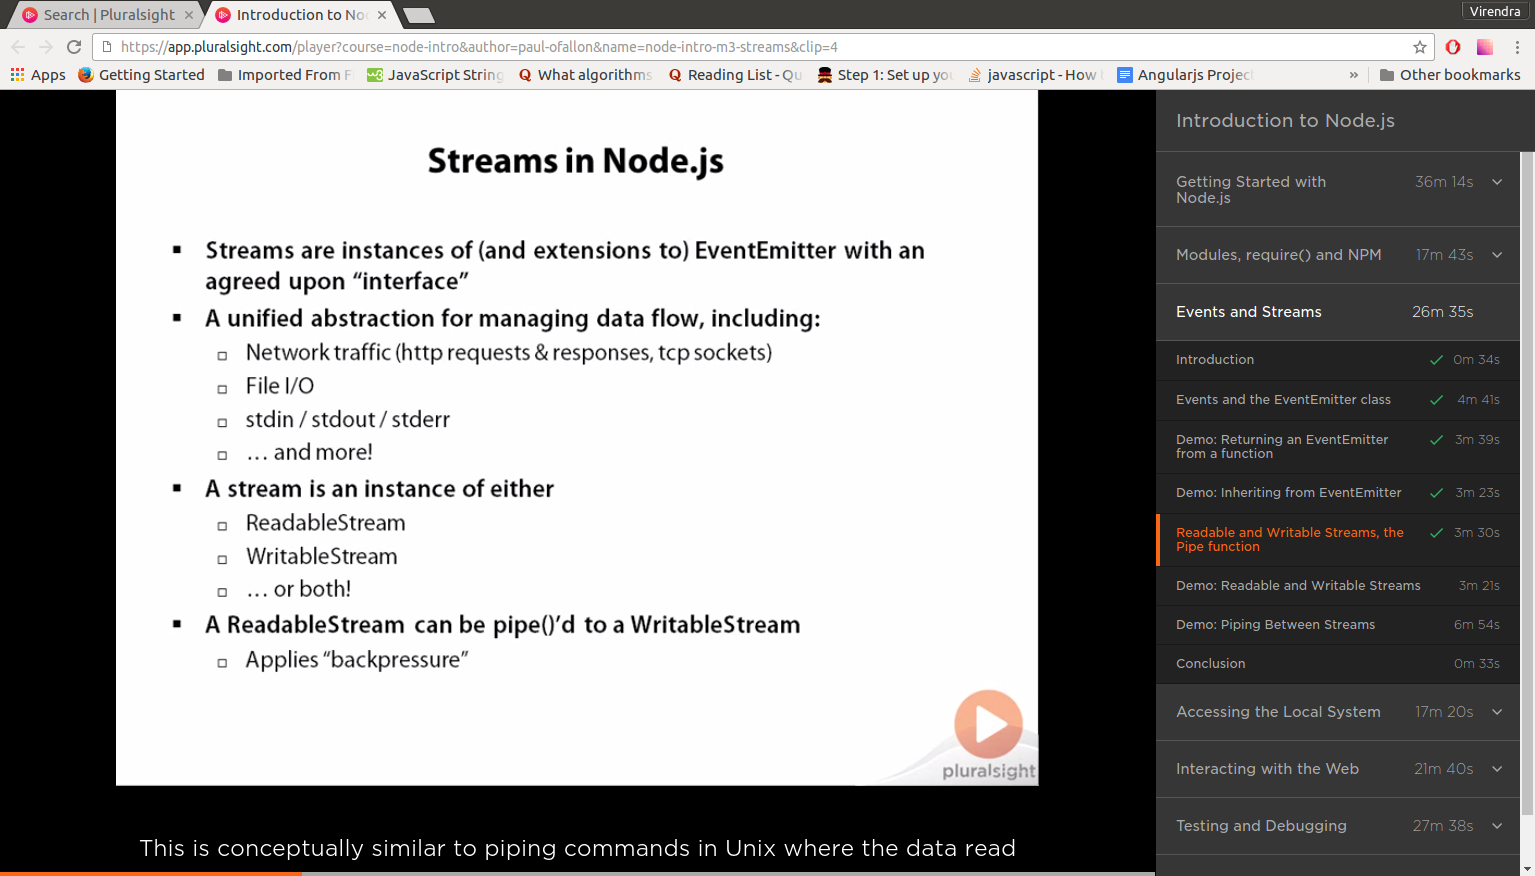 Search | Pluralsight
Introduction to No
Virendra
https://app.pluralsight.com/player?course=node-intro&author=paul-ofallon&name=node-intro-m3-streams&clip=4
Apps
Getting Started
Imported From F
JavaScript String
What algorithms
Reading List - Qu
Step 1: Set up you
javascript - How
Angularjs Project
»
Other bookmarks
Streams in Node.js
▪ Streams are instances of (and extensions to) EventEmitter with an
agreed upon “interface”
▪ A unified abstraction for managing data flow, including:
□ Network traffic (http requests & responses, tcp sockets)
□ File I/O
□ stdin / stdout / stderr
□ … and more!
▪ A stream is an instance of either
□ ReadableStream
□ WritableStream
□ … or both!
▪ A ReadableStream can be pipe()’d to a WritableStream
□ Applies “backpressure”
pluralsight
This is conceptually similar to piping commands in Unix where the data read
Introduction to Node.js
Getting Started with
Node.js
36m 14s
Modules, require() and NPM 17m 43s
Events and Streams 26m 35s
Introduction 0m 34s
Events and the EventEmitter class 4m 41s
Demo: Returning an EventEmitter
from a function
3m 39s
Demo: Inheriting from EventEmitter 3m 23s
Readable and Writable Streams, the
Pipe function
3m 30s
Demo: Readable and Writable Streams 3m 21s
Demo: Piping Between Streams 6m 54s
Conclusion 0m 33s
Accessing the Local System 17m 20s
Interacting with the Web 21m 40s
Testing and Debugging 27m 38s